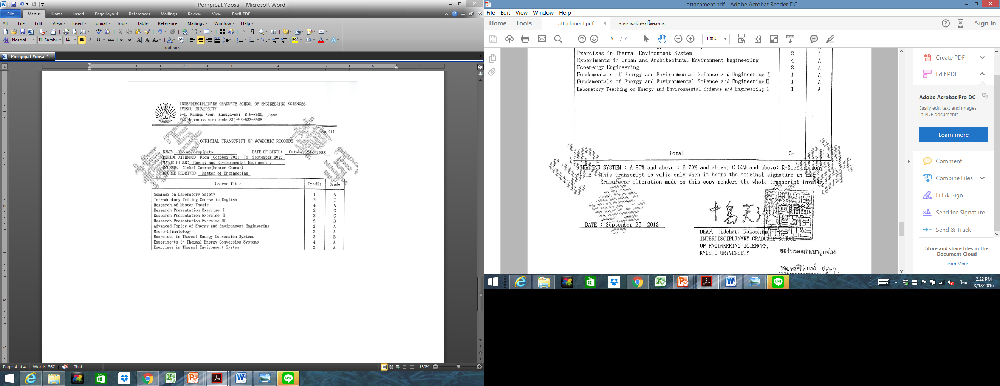 Pornpipat Yoosa - Microsoft Word
File Menus Home Insert Page Layout References Mailings Review View Foxit PDF
All File Edit View Insert Format Tools Table Reference Mailings Window Help
Normal TH Sarabu 14 B I U abc
Toolbars
Pornpipat Yoosa *
1 2 3 4 5 6 7
INTERDISCIPLINARY GRADUATE SCHOOL OF ENGINEERING SCIENCES
KYUSHU UNIVERSITY
6-1, Kasuga Koen, Kasuga-shi, 816-8580, Japan
FAX(Japan country code 81)-92-583-8988
No. 414
OFFICIAL TRANSCRIPT OF ACADEMIC RECORDS
NAME: Yoosa Pornpipato DATE OF BIRTH: October 24, 1985
PERIOD ATTENDED: From October 2011 To September 2013
MAJOR FIELD: Energy and Environmental Engineering
COURSE: Global Course(Master Course)
DEGREE RECEIVED: Master of Engineering
Course Title Credit Grade
Seminar on Laboratory Safety 1 A
Introductory Writing Course in English 2 C
Research of Master Thesis 4 A
Research Presentation Exercise Ⅰ 2 C
Research Presentation Exercise Ⅱ 2 C
Research Presentation Exercise Ⅲ 2 B
Advanced Topics of Energy and Environment Engineering 2 A
Micro-Climatology 2 A
Exercises in Thermal Energy Conversion Systems 2 B
Experiments in Thermal Energy Conversion Systems 4 A
Exercises in Thermal Environment System 2 A
Page: 4 of 4 Words: 367 Thai 130%
attachment.pdf - Adobe Acrobat Reader DC
File Edit View Window Help
Home Tools attachment.pdf × รายงานข้อสรุปโครงการ... Sign In
6 / 7 100%
Exercises in Thermal Environment System 2 A
Experiments in Urban and Architectural Environment Engineering 4 A
Ecoenergy Engineering 2 A
Fundamentals of Energy and Environmental Science and Engineering Ⅰ 1 A
Fundamentals of Energy and Environmental Science and Engineering Ⅱ 1 A
Laboratory Teaching on Energy and Environmental Science and Engineering Ⅰ 1 A
Total 34
*GRADING SYSTEM : A-80% and above ; B-70% and above; C-60% and above; R-Recognition
*NOTE : This transcript is valid only when it bears the original signature in ink.
Erasure or alteration made on this copy renders the whole transcript invalid.
DATE : September 26, 2013
DEAN, Hideharu Nakashima
INTERDISCIPLINARY GRADUATE SCHOOL
OF ENGINEERING SCIENCES,
KYUSHU UNIVERSITY
ขอรับรองสำเนาถูกต้อง
Create PDF
Edit PDF
Adobe Acrobat Pro DC
Easily edit text and images
in PDF documents
Learn more
Comment
Combine Files
Fill & Sign
Send for Signature
Send & Track
Store and share files in the
Document Cloud
Learn More
LINE
ไทย
2:22 PM
3/18/2016
LINE